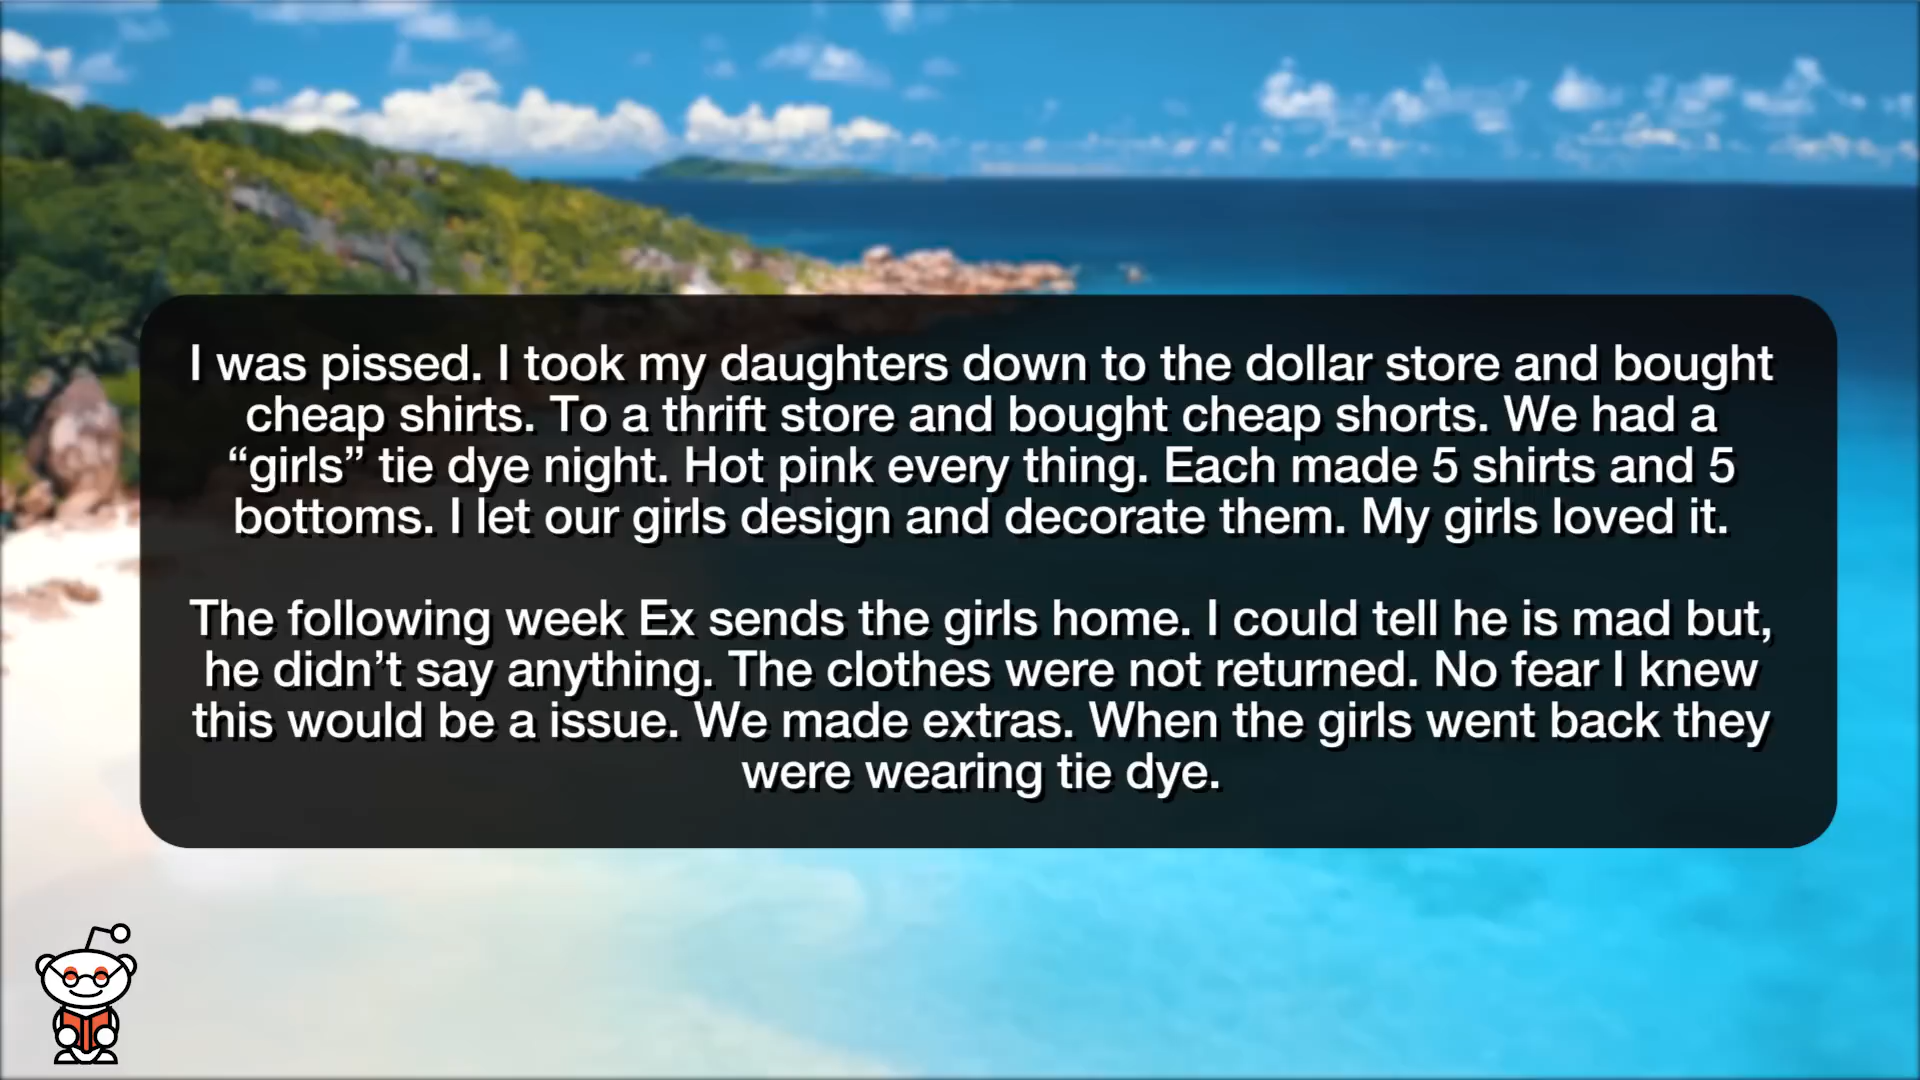 I was pissed. I took my daughters down to the dollar store and bought
cheap shirts. To a thrift store and bought cheap shorts. We had a
“girls” tie dye night. Hot pink every thing. Each made 5 shirts and 5
bottoms. I let our girls design and decorate them. My girls loved it.
The following week Ex sends the girls home. I could tell he is mad but,
he didn’t say anything. The clothes were not returned. No fear I knew
this would be a issue. We made extras. When the girls went back they
were wearing tie dye.